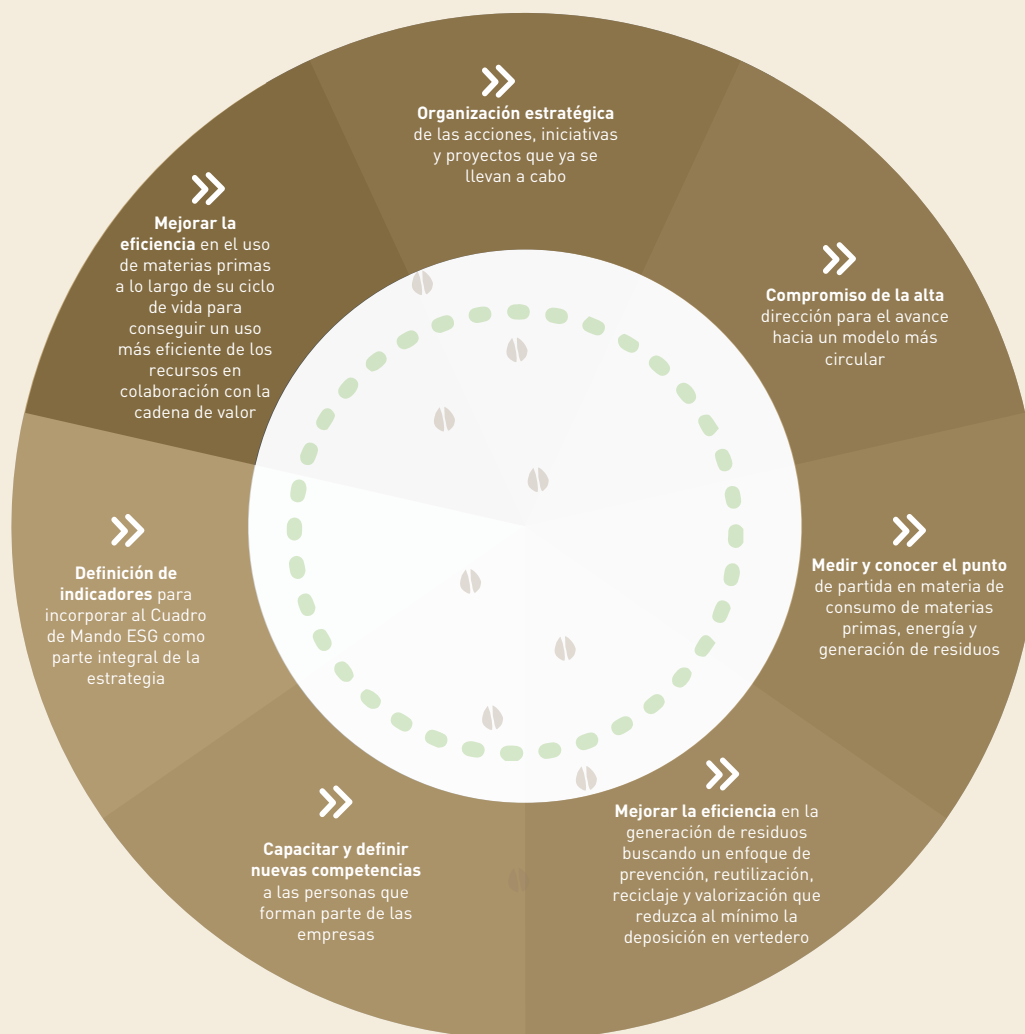 Organización estratégica
de las acciones, iniciativas
y proyectos que ya se
llevan a cabo
Compromiso de la alta
dirección para el avance
hacia un modelo más
circular
Medir y conocer el punto
de partida en materia de
consumo de materias
primas, energía y
generación de residuos
Mejorar la eficiencia en la
generación de residuos
buscando un enfoque de
prevención, reutilización,
reciclaje y valorización que
reduzca al mínimo la
deposición en vertedero
Capacitar y definir
nuevas competencias
a las personas que
forman parte de las
empresas
Definición de
indicadores para
incorporar al Cuadro
de Mando ESG como
parte integral de la
estrategia
Mejorar la
eficiencia en el uso
de materias primas
a lo largo de su ciclo
de vida para
conseguir un uso
más eficiente de los
recursos en
colaboración con la
cadena de valor